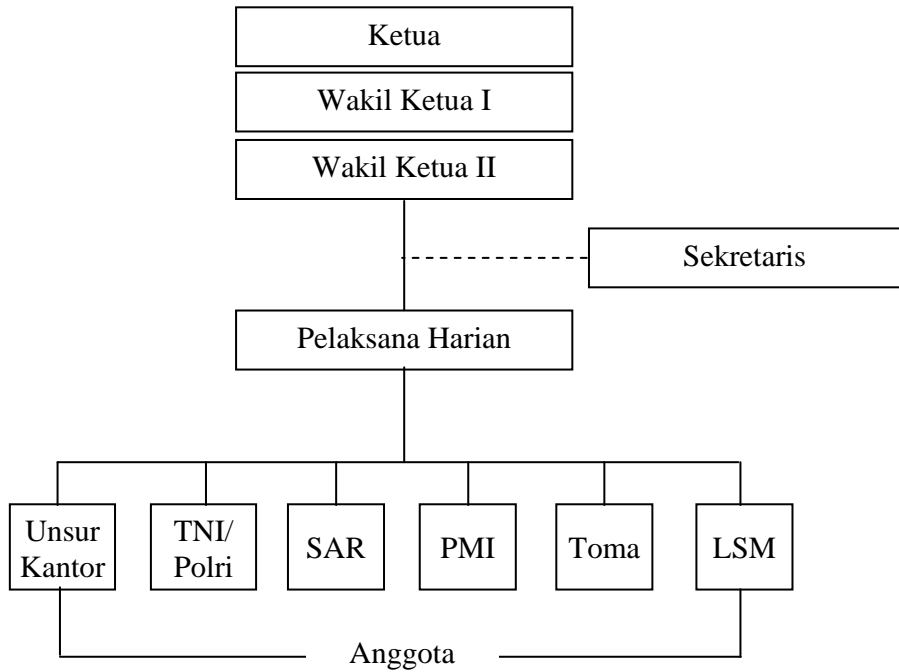 Ketua
Wakil Ketua I
Wakil Ketua II
Sekretaris
Pelaksana Harian
Unsur
Kantor
TNI/
Polri
SAR
PMI
Toma
LSM
Anggota